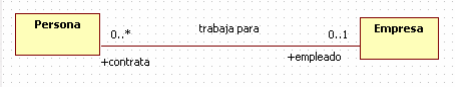 Persona
0..*
trabaja para
0..1
Empresa
+contrata
+empleado